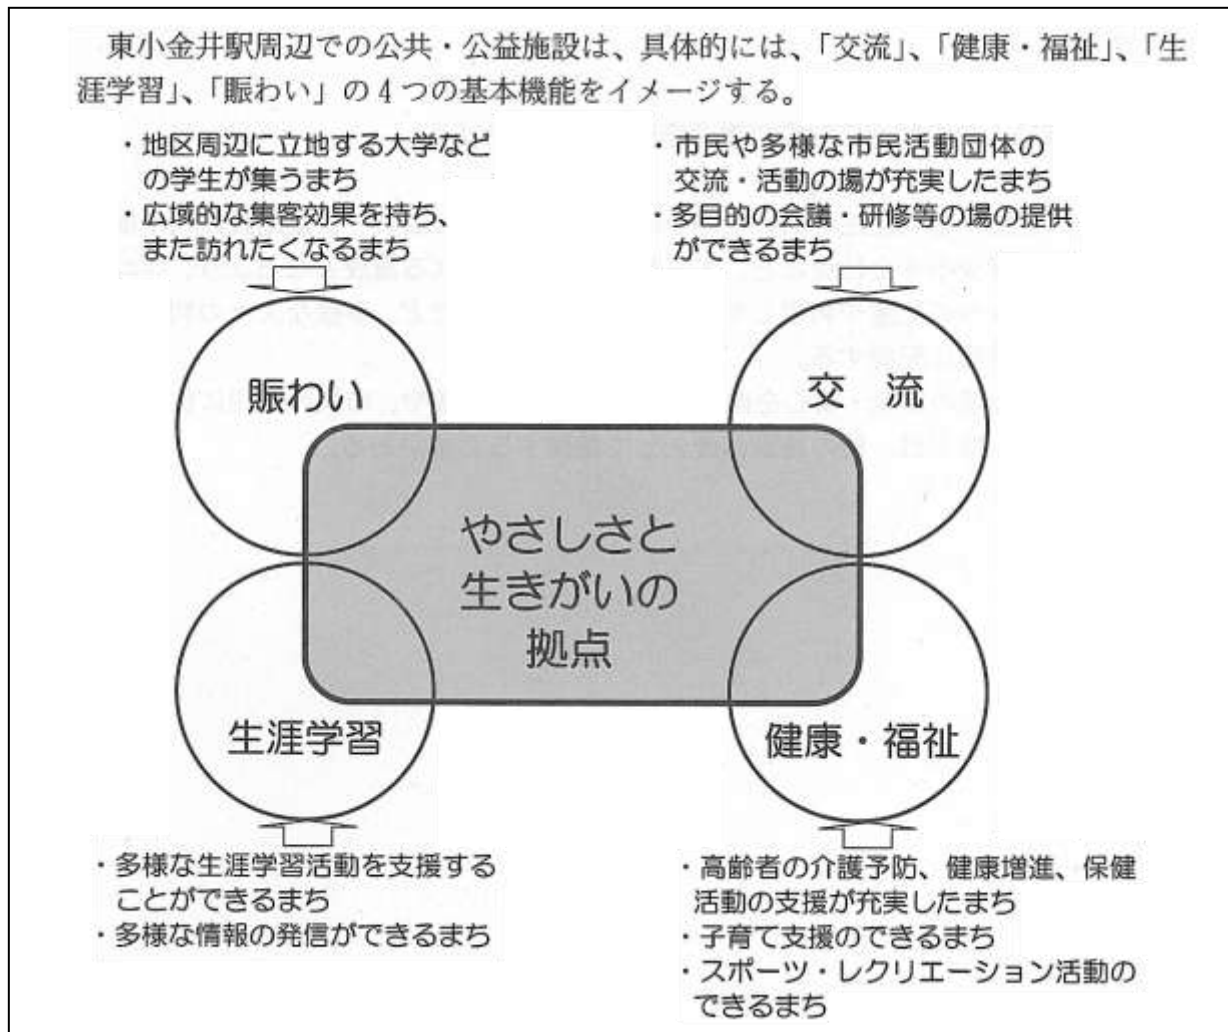 東小金井駅周辺での公共・公益施設は、具体的には、「交流」、「健康・福祉」、「生
涯学習」、「賑わい」の4つの基本機能をイメージする。
・地区周辺に立地する大学など
の学生が集うまち
・広域的な集客効果を持ち、
また訪れたくなるまち
・市民や多様な市民活動団体の
交流・活動の場が充実したまち
・多目的の会議・研修等の場の提供
ができるまち
賑わい
交 流
やさしさと
生きがいの
拠点
生涯学習
健康・福祉
・多様な生涯学習活動を支援する
ことができるまち
・多様な情報の発信ができるまち
・高齢者の介護予防、健康増進、保健
活動の支援が充実したまち
・子育て支援のできるまち
・スポーツ・レクリエーション活動の
できるまち